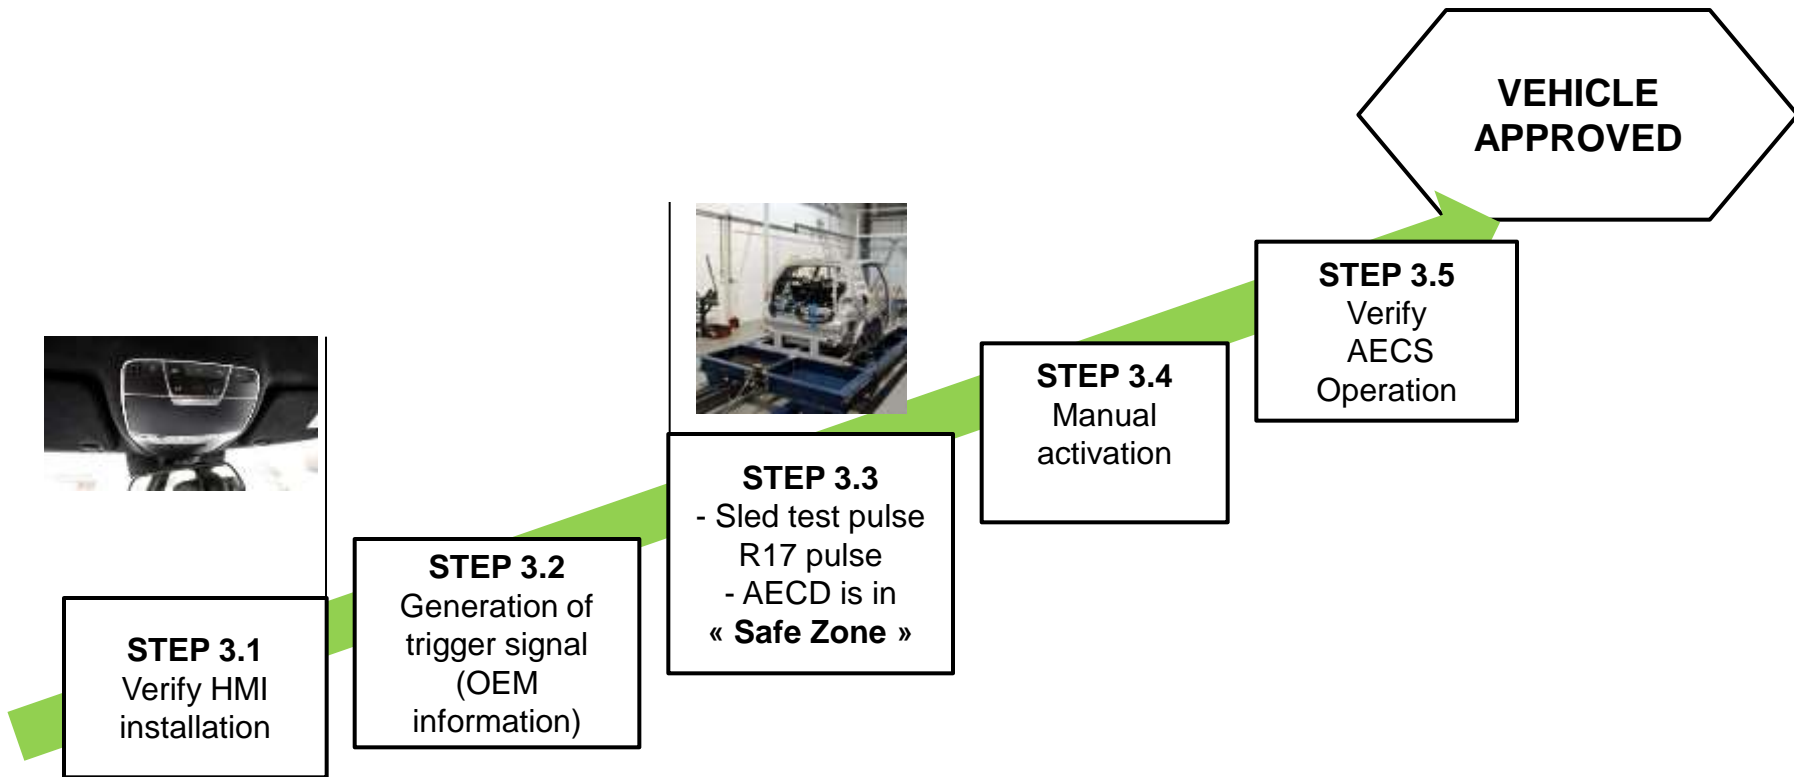 VEHICLE
APPROVED
STEP 3.5
Verify
AECS
Operation
STEP 3.4
Manual
activation
STEP 3.3
- Sled test pulse
R17 pulse
- AECD is in
« Safe Zone »
STEP 3.2
Generation of
trigger signal
(OEM
information)
STEP 3.1
Verify HMI
installation